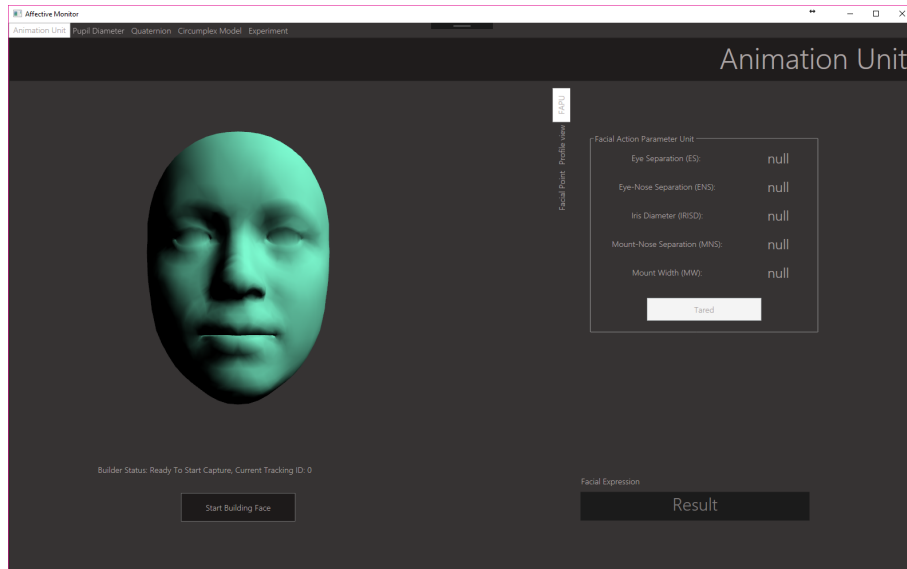 Affective Monitor
Animation Unit Pupil Diameter Quaternion Circumplex Model Experiment
Animation Unit
FAPU
Profile view
Facial Point
Facial Action Parameter Unit
Eye Separation (ES): null
Eye-Nose Separation (ENS): null
Iris Diameter (IRISD): null
Mount-Nose Separation (MNS): null
Mount Width (MW): null
Tared
Builder Status: Ready To Start Capture, Current Tracking ID: 0
Start Building Face
Facial Expression
Result